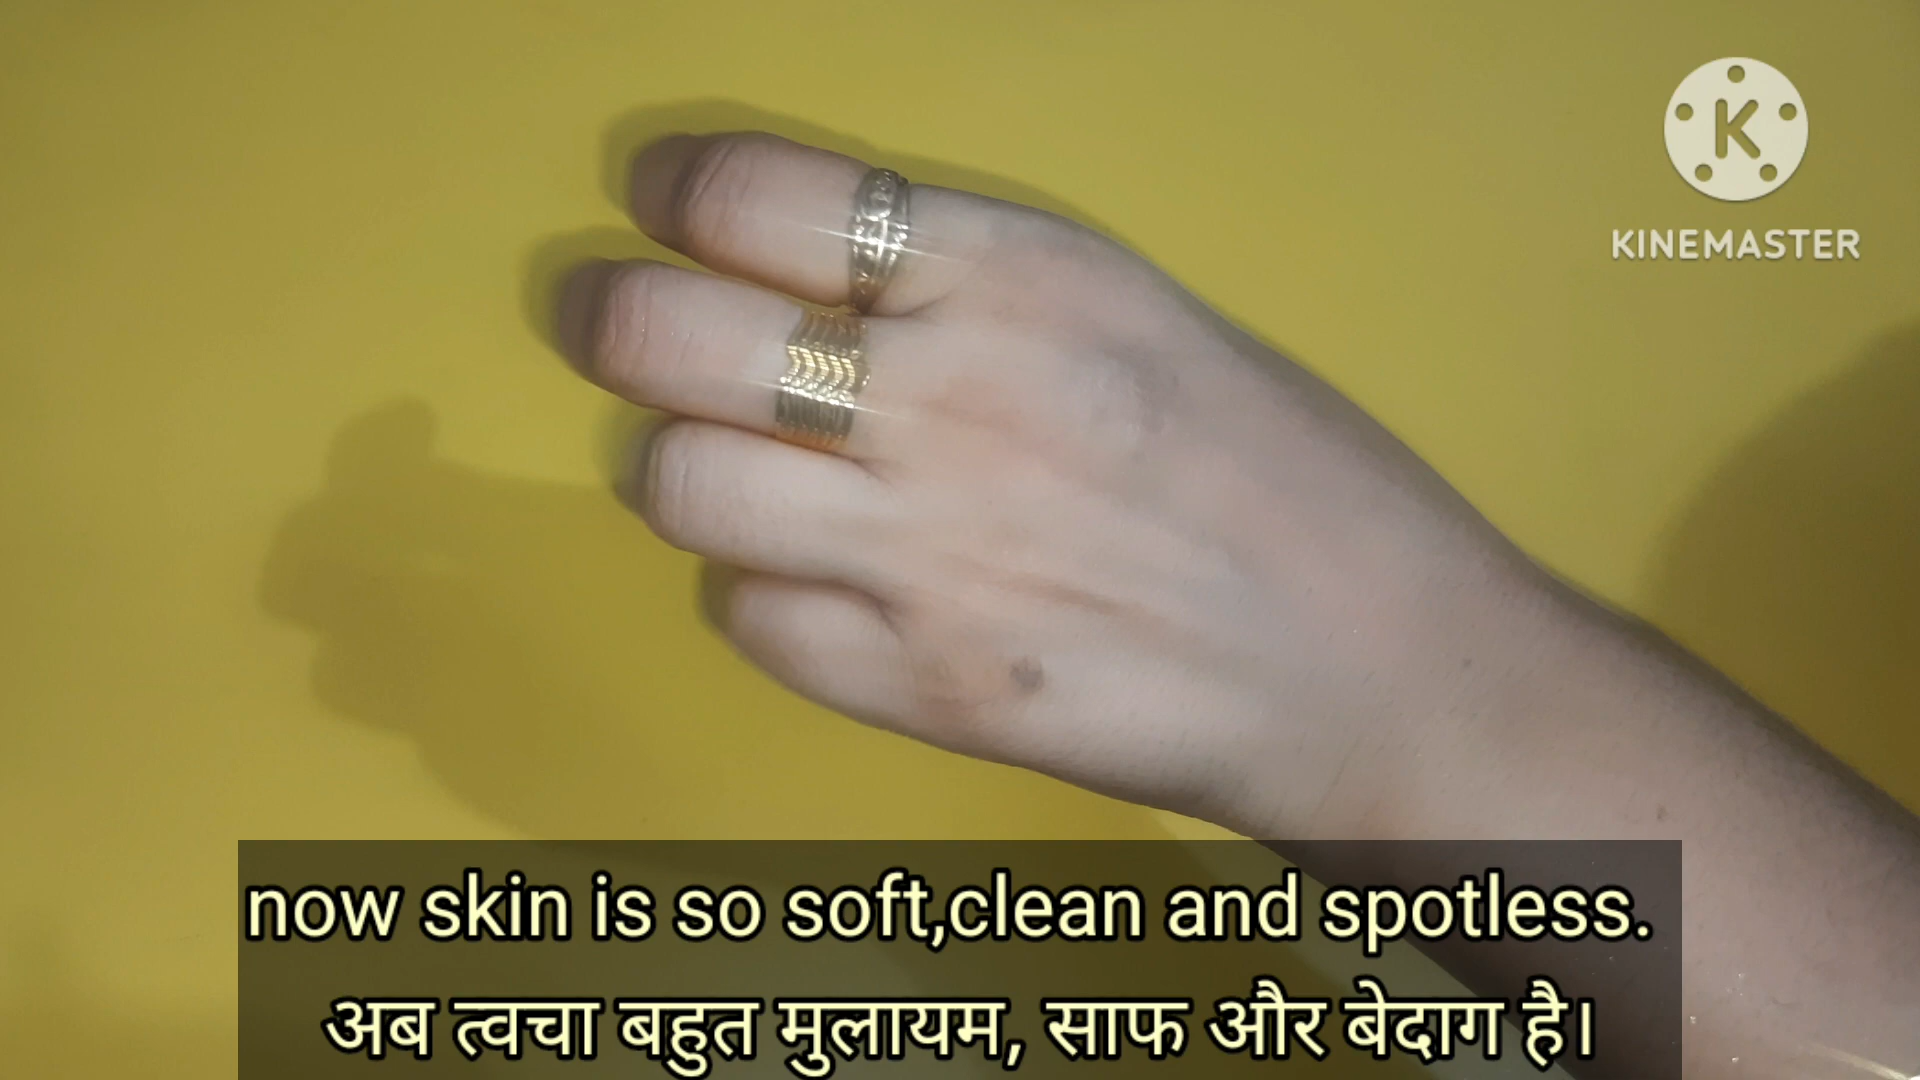 K
KINEMASTER
now skin is so soft,clean and spotless.
अब त्वचा बहुत मुलायम, साफ और बेदाग है।